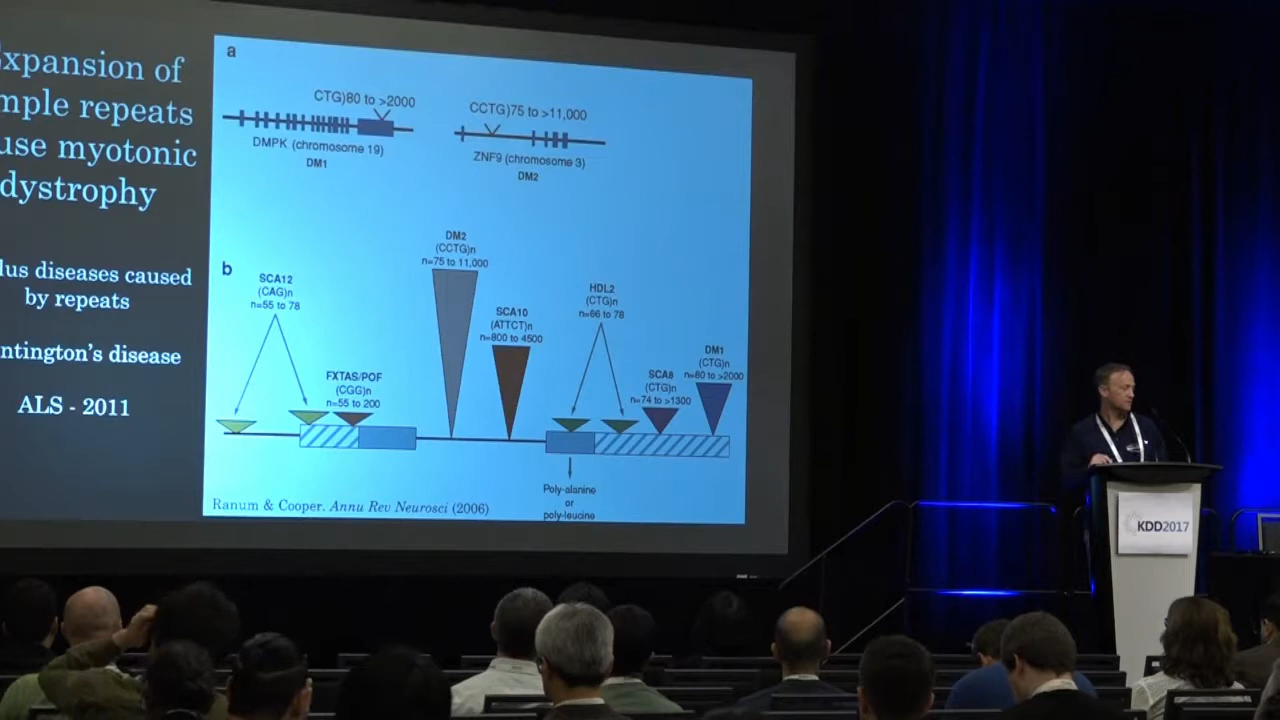 xpansion of
mple repeats
use myotonic
dystrophy
lus diseases caused
by repeats
ntington's disease
ALS - 2011
a
CTG)80 to >2000
DMPK (chromosome 19)
DM1
CCTG)75 to >11,000
ZNF9 (chromosome 3)
DM2
b
SCA12
(CAG)n
n=55 to 78
FXTAS/POF
(CGG)n
n=55 to 200
DM2
(CCTG)n
n=75 to 11,000
SCA10
(ATTCT)n
n=800 to 4500
HDL2
(CTG)n
n=66 to 78
SCA8
(CTG)n
n=74 to >1300
DM1
(CTG)n
n=80 to >2000
Poly-alanine
or
poly-leucine
Ranum & Cooper. Annu Rev Neurosci (2006)
KDD2017